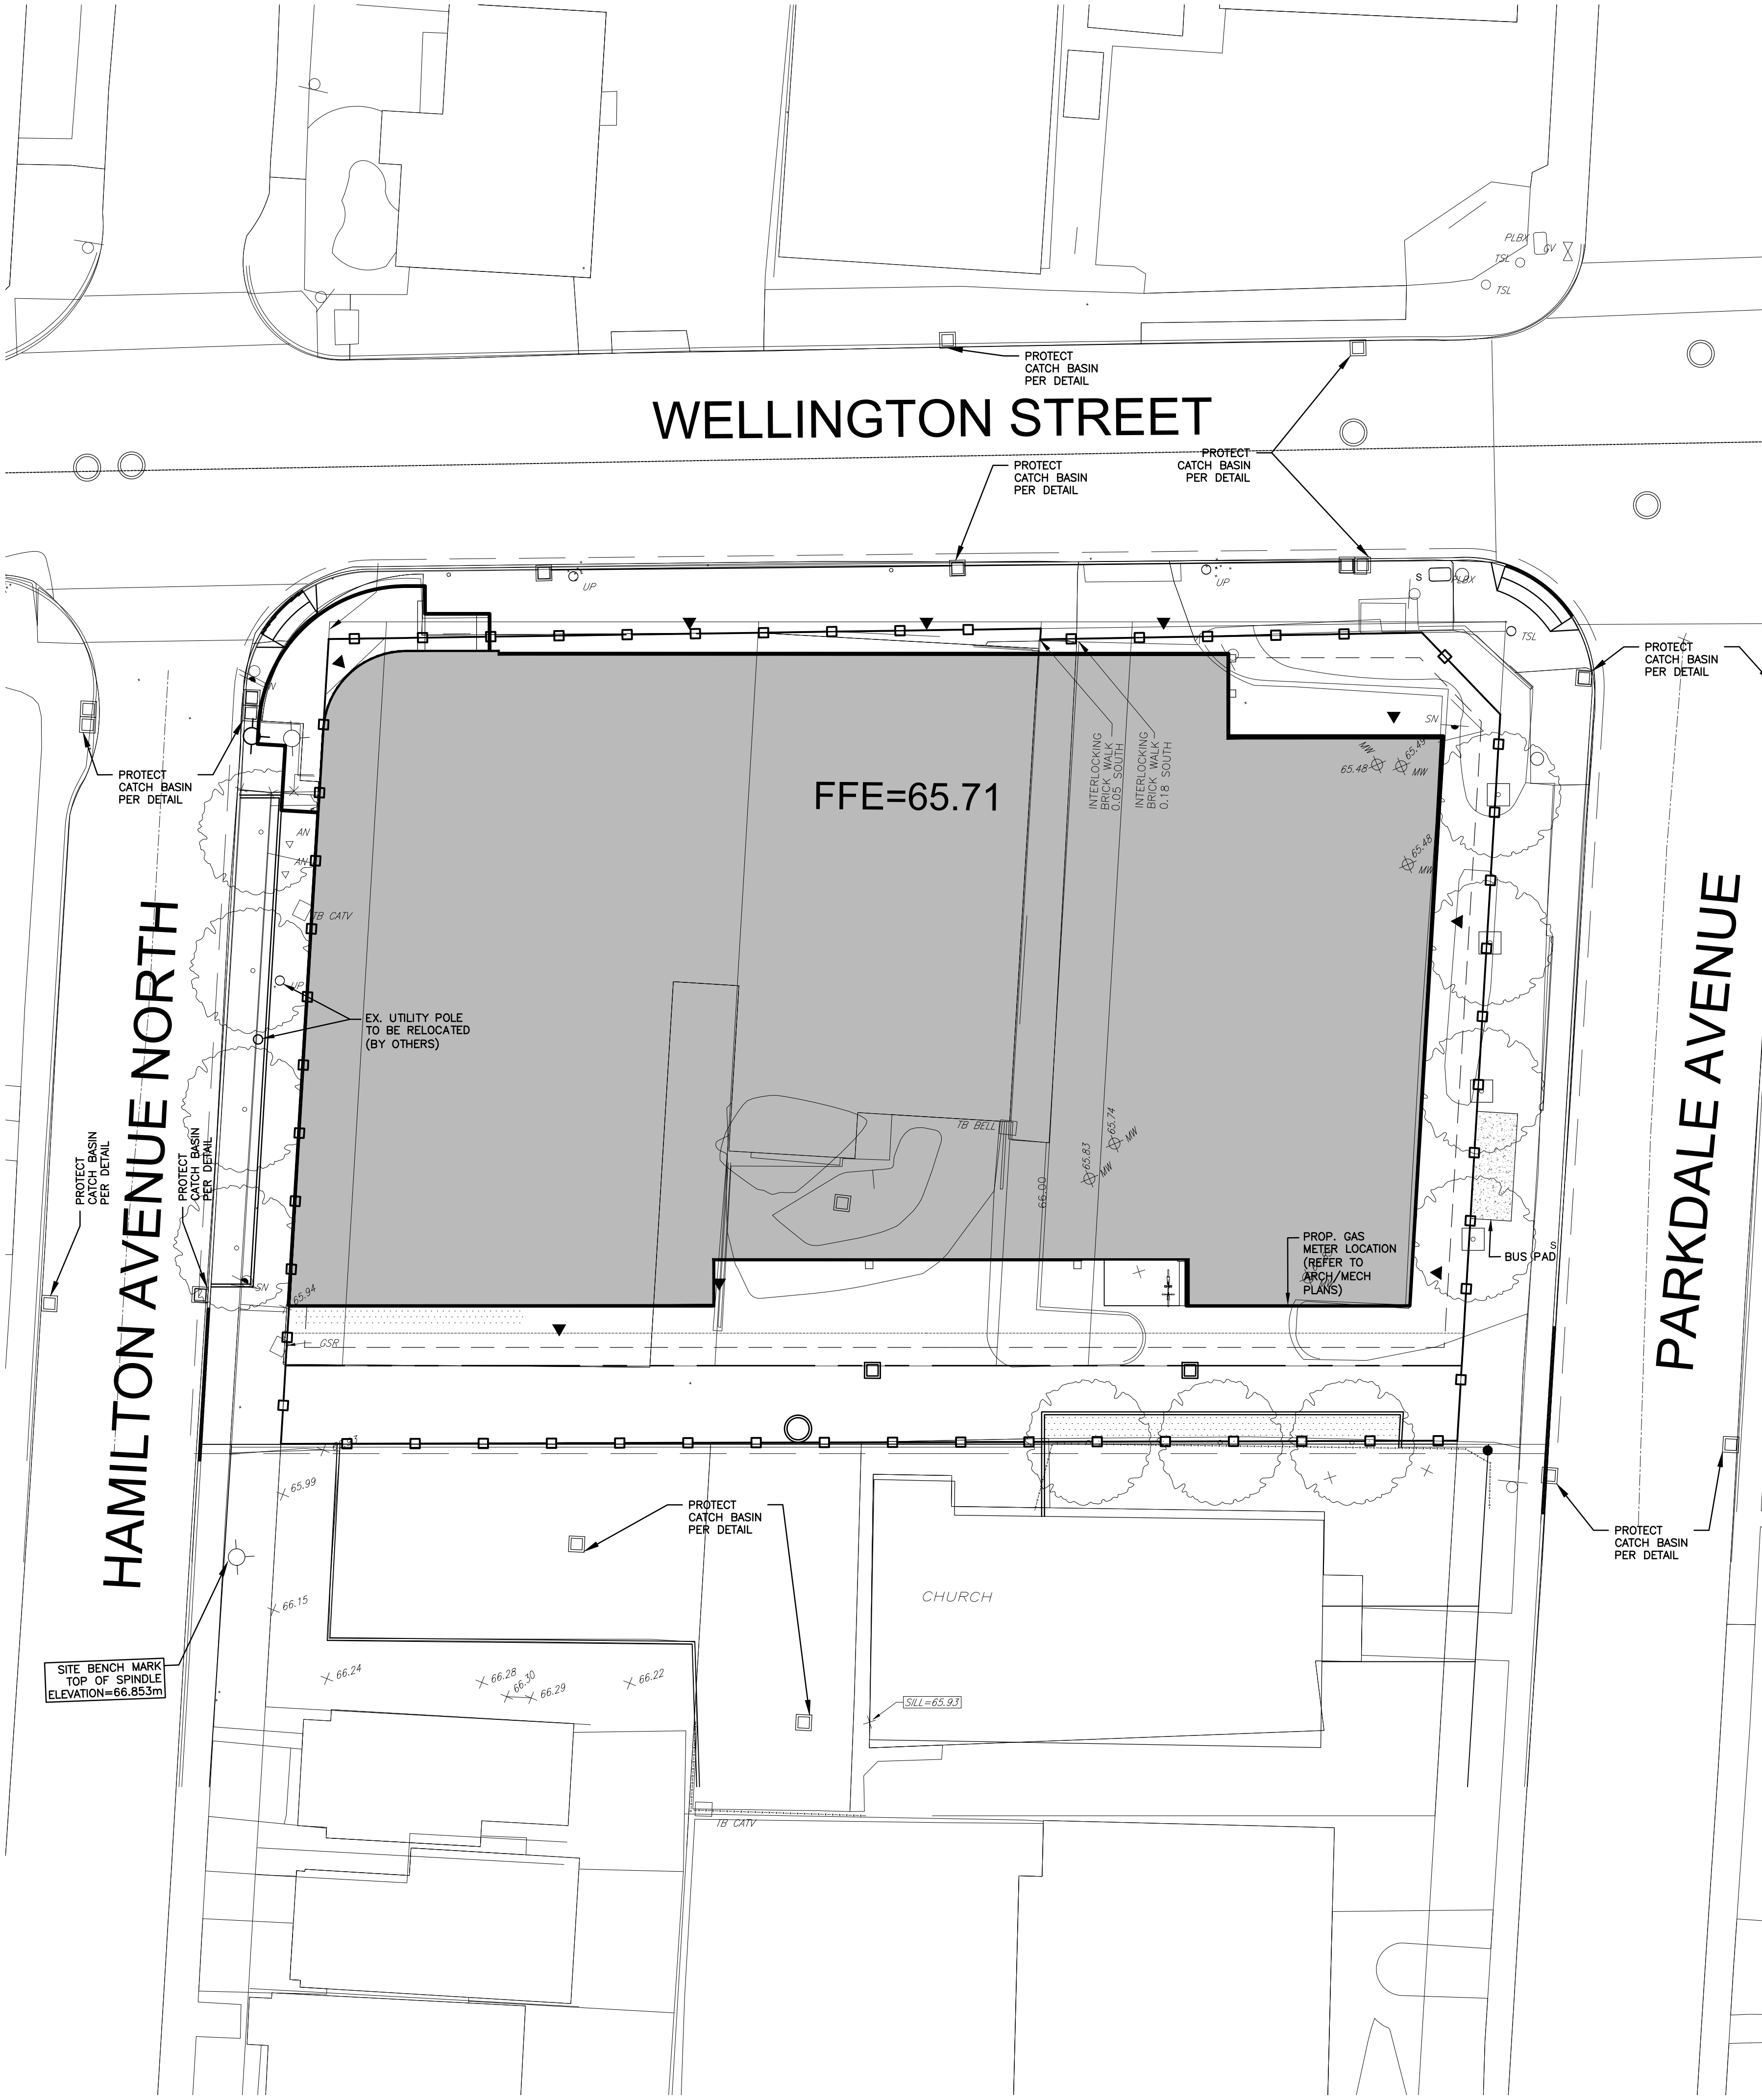 PLBX
GV
TSL
TSL
PROTECT
CATCH BASIN
PER DETAIL
WELLINGTON STREET
PROTECT
CATCH BASIN
PER DETAIL
PROTECT
CATCH BASIN
PER DETAIL
UP
UP
S
PLBX
TSL
PROTECT
CATCH BASIN
PER DETAIL
SN
PROTECT
CATCH BASIN
PER DETAIL
INTERLOCKING
BRICK WALK
0.05 SOUTH
INTERLOCKING
BRICK WALK
0.18 SOUTH
MW
65.48
65.49
MW
FFE=65.71
AN
AN
65.48
MW
TB CATV
UP
EX. UTILITY POLE
TO BE RELOCATED
(BY OTHERS)
HAMILTON AVENUE NORTH
PARKDALE AVENUE
PROTECT
CATCH BASIN
PER DETAIL
PROTECT
CATCH BASIN
PER DETAIL
TB BELL
65.74
MW
65.83
MW
66.00
PROP. GAS
METER LOCATION
(REFER TO
ARCH/MECH
PLANS)
S
BUS PAD
SN
65.94
GSR
65.99
PROTECT
CATCH BASIN
PER DETAIL
PROTECT
CATCH BASIN
PER DETAIL
CHURCH
66.15
SITE BENCH MARK
TOP OF SPINDLE
ELEVATION=66.853m
66.24
66.28
66.30
66.29
66.22
SILL=65.93
TB CATV